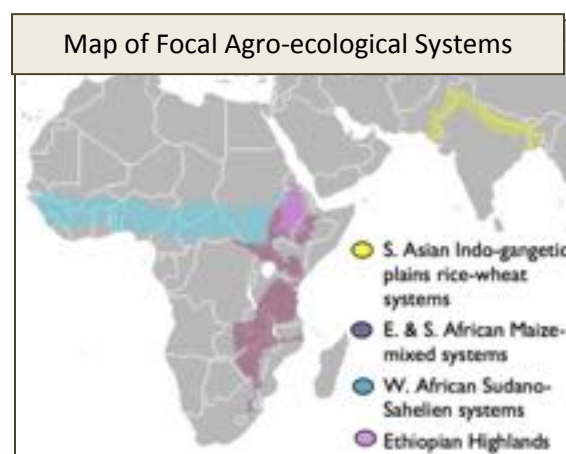 Map of Focal Agro-ecological Systems
S. Asian Indo-gangetic
plains rice-wheat
systems
E. & S. African Maize-
mixed systems
W. African Sudano-
Sahelien systems
Ethiopian Highlands